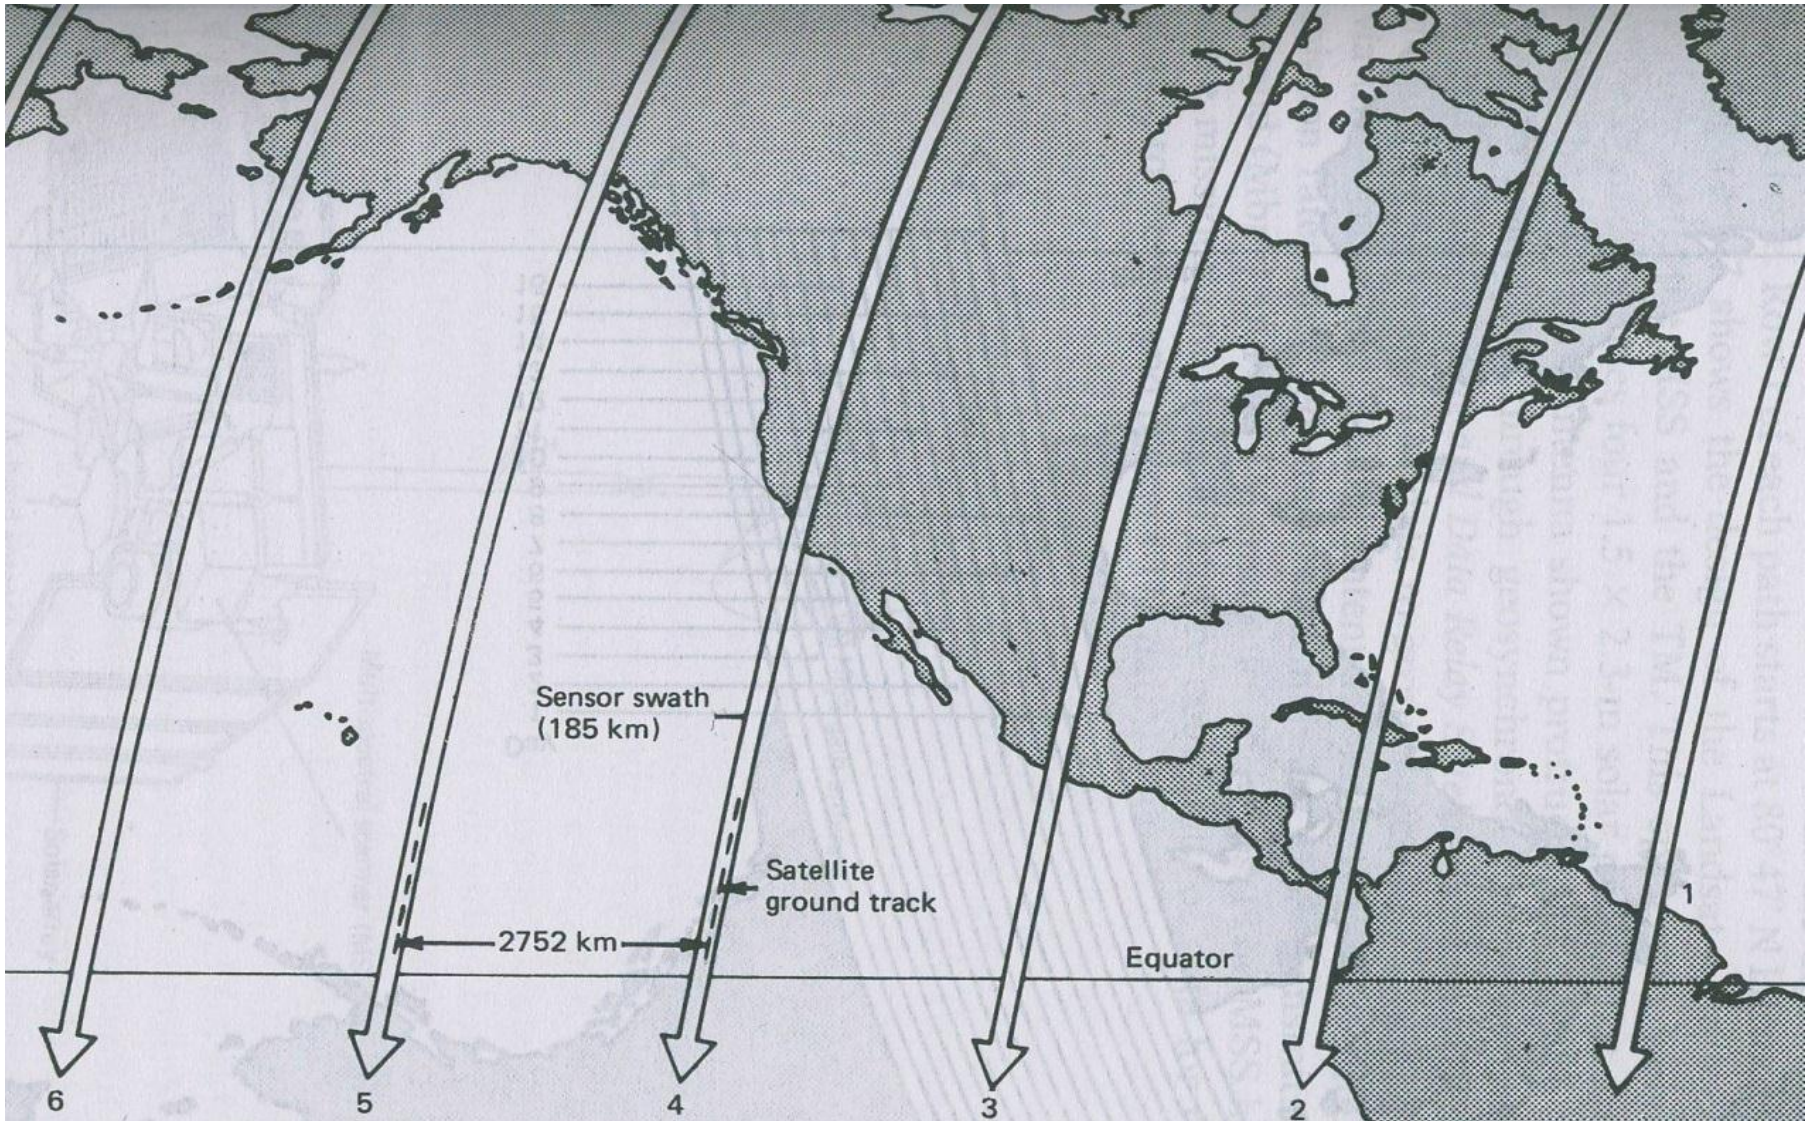 Sensor swath
(185 km)
Satellite
ground track
2752 km
Equator
1
6
5
4
3
2